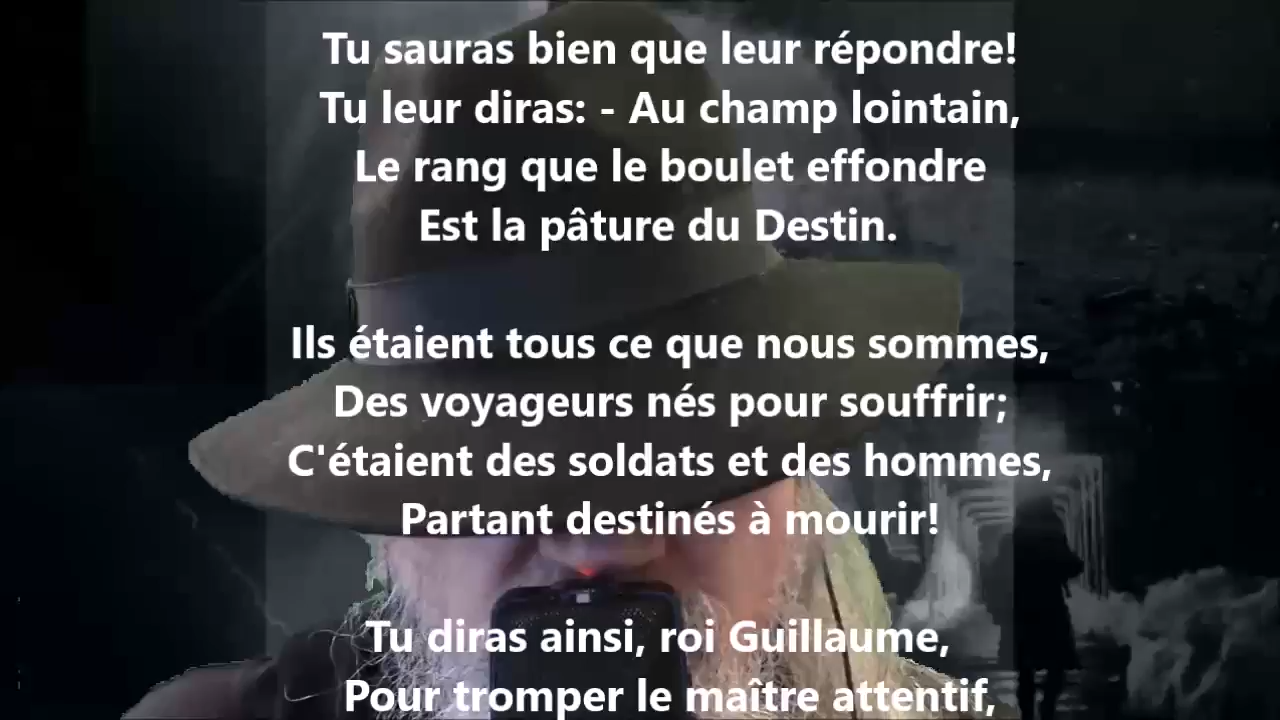 Tu sauras bien que leur répondre!
Tu leur diras: - Au champ lointain,
Le rang que le boulet effondre
Est la pâture du Destin.
Ils étaient tous ce que nous sommes,
Des voyageurs nés pour souffrir;
C'étaient des soldats et des hommes,
Partant destinés à mourir!
Tu diras ainsi, roi Guillaume,
Pour tromper le maître attentif,